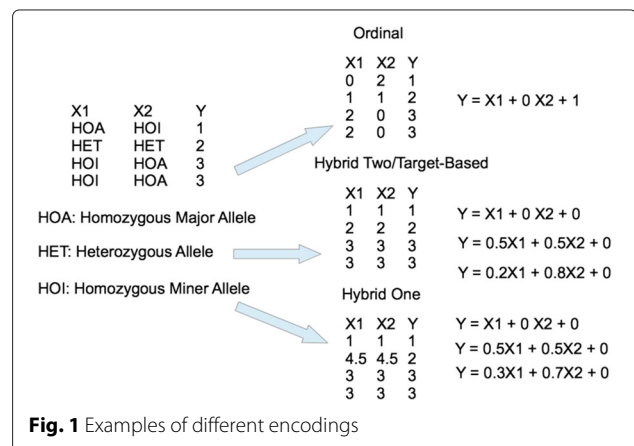 Ordinal
X1 X2 Y
0 2 1
1 1 2
2 0 3
2 0 3
Y = X1 + 0 X2 + 1
X1 X2 Y
HOA HOI 1
HET HET 2
HOI HOA 3
HOI HOA 3
HOA: Homozygous Major Allele
HET: Heterozygous Allele
HOI: Homozygous Miner Allele
Hybrid Two/Target-Based
X1 X2 Y
1 1 1
2 2 2
3 3 3
3 3 3
Y = X1 + 0 X2 + 0
Y = 0.5X1 + 0.5X2 + 0
Y = 0.2X1 + 0.8X2 + 0
Hybrid One
X1 X2 Y
1 1 1
4.5 4.5 2
3 3 3
3 3 3
Y = X1 + 0 X2 + 0
Y = 0.5X1 + 0.5X2 + 0
Y = 0.3X1 + 0.7X2 + 0
Fig. 1 Examples of different encodings